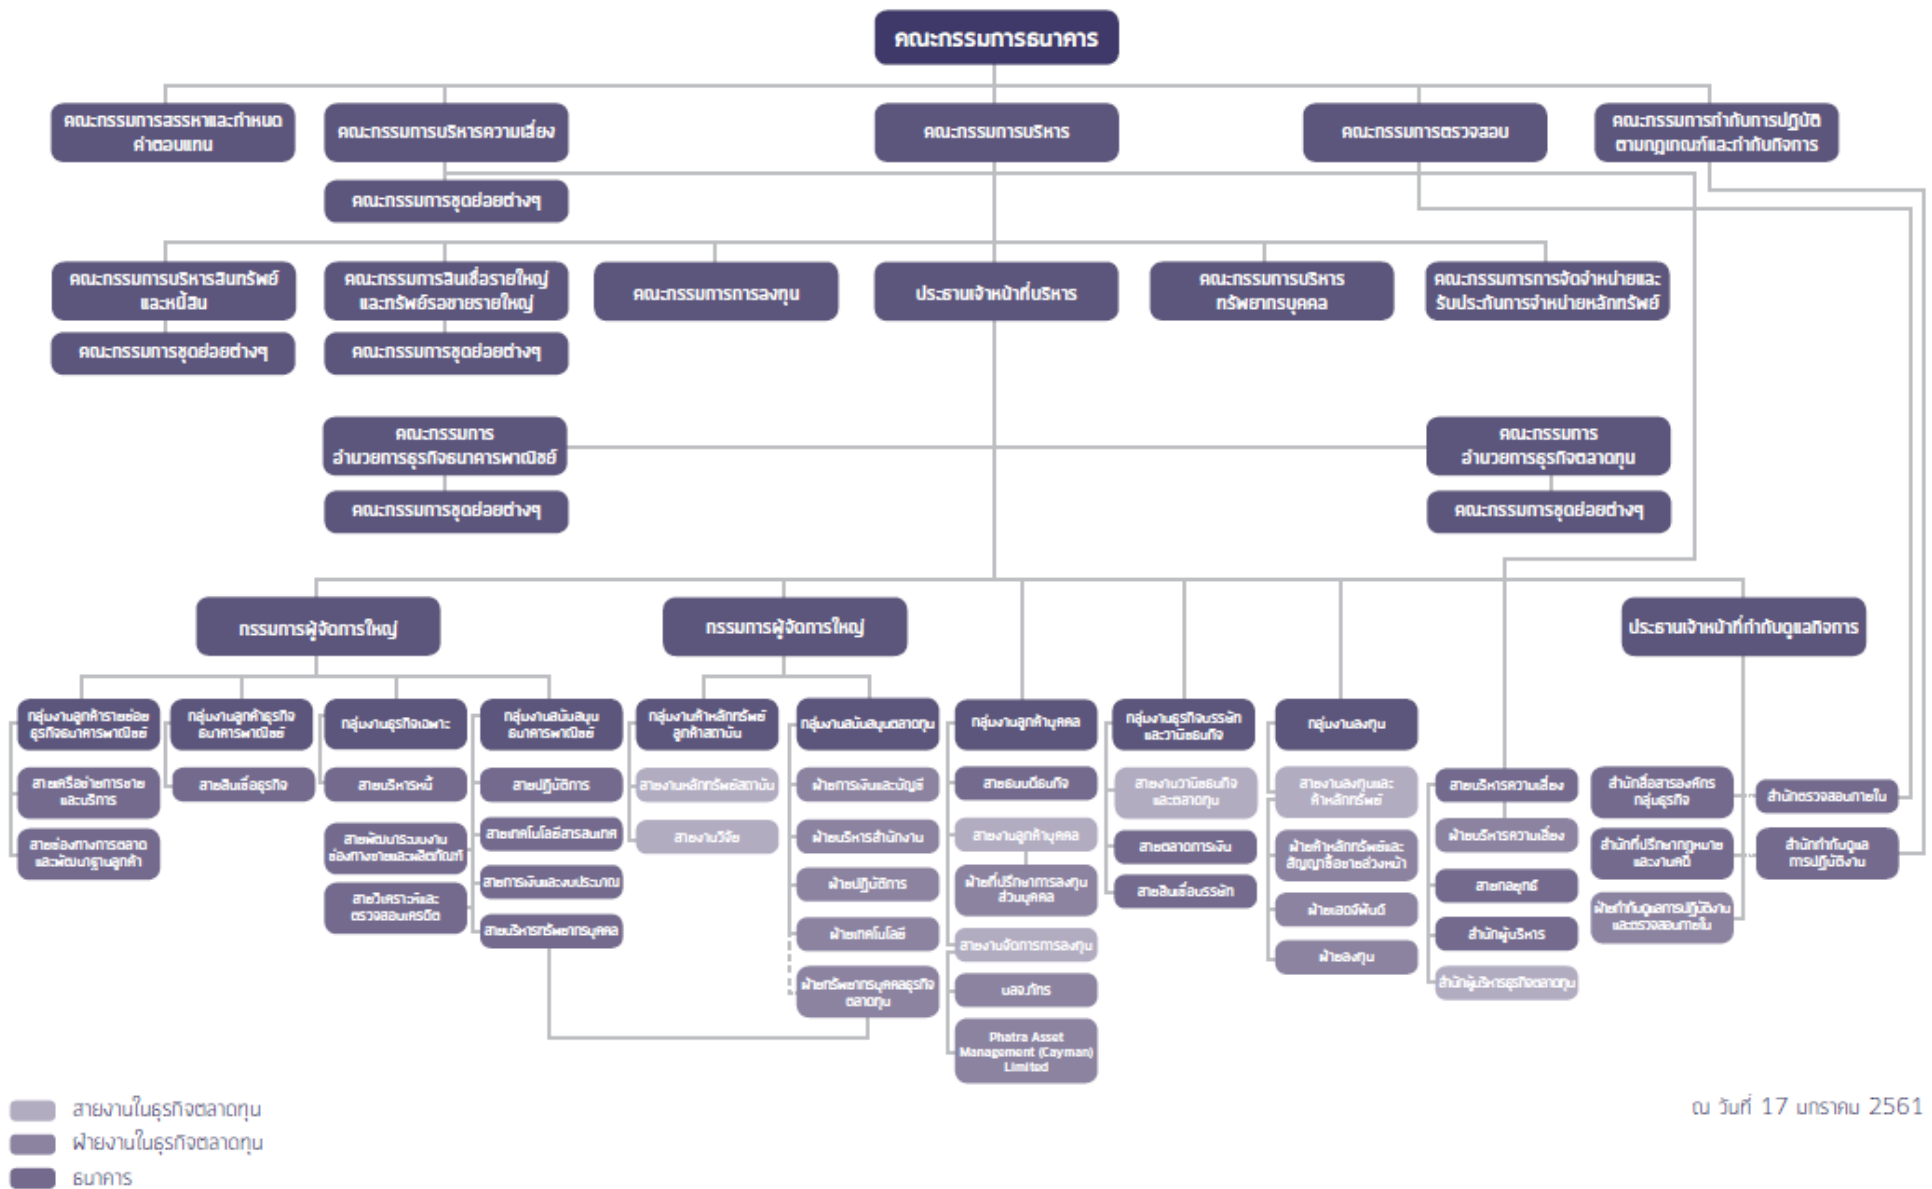 คณะกรรมการธนาคาร
คณะกรรมการสรรหาและกำหนด
ค่าตอบแทน
คณะกรรมการบริหารความเสี่ยง
คณะกรรมการบริหาร
คณะกรรมการตรวจสอบ
คณะกรรมการกำกับการปฏิบัติ
ตามกฎเกณฑ์และกำกับกิจการ
คณะกรรมการชุดย่อยต่างๆ
คณะกรรมการบริหารสินทรัพย์
และหนี้สิน
คณะกรรมการสินเชื่อรายใหญ่
และทรัพย์รอขายรายใหญ่
คณะกรรมการการลงทุน
ประธานเจ้าหน้าที่บริหาร
คณะกรรมการบริหาร
ทรัพยากรบุคคล
คณะกรรมการการจัดจำหน่ายและ
รับประกันการจำหน่ายหลักทรัพย์
คณะกรรมการชุดย่อยต่างๆ
คณะกรรมการชุดย่อยต่างๆ
คณะกรรมการ
อำนวยการธุรกิจธนาคารพาณิชย์
คณะกรรมการ
อำนวยการธุรกิจตลาดทุน
คณะกรรมการชุดย่อยต่างๆ
คณะกรรมการชุดย่อยต่างๆ
กรรมการผู้จัดการใหญ่
กรรมการผู้จัดการใหญ่
ประธานเจ้าหน้าที่กำกับดูแลกิจการ
กลุ่มงานลูกค้ารายย่อย
ธุรกิจธนาคารพาณิชย์
สายเครือข่ายการขาย
และบริการ
สายช่องทางการตลาด
และพัฒนาฐานลูกค้า
กลุ่มงานลูกค้าธุรกิจ
ธนาคารพาณิชย์
สายสินเชื่อธุรกิจ
กลุ่มงานธุรกิจเฉพาะ
สายบริหารหนี้
สายพัฒนาระบบงาน
ช่องทางขายและผลิตภัณฑ์
สายวิเคราะห์และ
ตรวจสอบเครดิต
กลุ่มงานสนับสนุน
ธนาคารพาณิชย์
สายปฏิบัติการ
สายเทคโนโลยีสารสนเทศ
สายการเงินและงบประมาณ
สายบริหารทรัพยากรบุคคล
กลุ่มงานค้าหลักทรัพย์
ลูกค้าสถาบัน
สายงานหลักทรัพย์สถาบัน
สายงานวิจัย
กลุ่มงานสนับสนุนตลาดทุน
ฝ่ายการเงินและบัญชี
ฝ่ายบริหารสำนักงาน
ฝ่ายปฏิบัติการ
ฝ่ายเทคโนโลยี
ฝ่ายทรัพยากรบุคคลธุรกิจ
ตลาดทุน
กลุ่มงานลูกค้าบุคคล
สายธนบดีธนกิจ
สายงานลูกค้าบุคคล
ฝ่ายที่ปรึกษาการลงทุน
ส่วนบุคคล
สายงานจัดการการลงทุน
บลจ.ภัทร
Phatra Asset
Management (Cayman)
Limited
กลุ่มงานธุรกิจบรรษัท
และวานิชธนกิจ
สายงานวานิชธนกิจ
และตลาดทุน
สายตลาดการเงิน
สายสินเชื่อบรรษัท
กลุ่มงานลงทุน
สายงานลงทุนและ
ค้าหลักทรัพย์
ฝ่ายค้าหลักทรัพย์และ
สัญญาซื้อขายล่วงหน้า
ฝ่ายเฮดจ์ฟันด์
ฝ่ายลงทุน
สายบริหารความเสี่ยง
ฝ่ายบริหารความเสี่ยง
สายกลยุทธ์
สำนักผู้บริหาร
สำนักผู้บริหารธุรกิจตลาดทุน
สำนักสื่อสารองค์กร
กลุ่มธุรกิจ
สำนักที่ปรึกษากฎหมาย
และงานคดี
ฝ่ายกำกับดูแลการปฏิบัติงาน
และตรวจสอบภายใน
สำนักตรวจสอบภายใน
สำนักกำกับดูแล
การปฏิบัติงาน
สายงานในธุรกิจตลาดทุน
ฝ่ายงานในธุรกิจตลาดทุน
ธนาคาร
ณ วันที่ 17 มกราคม 2561